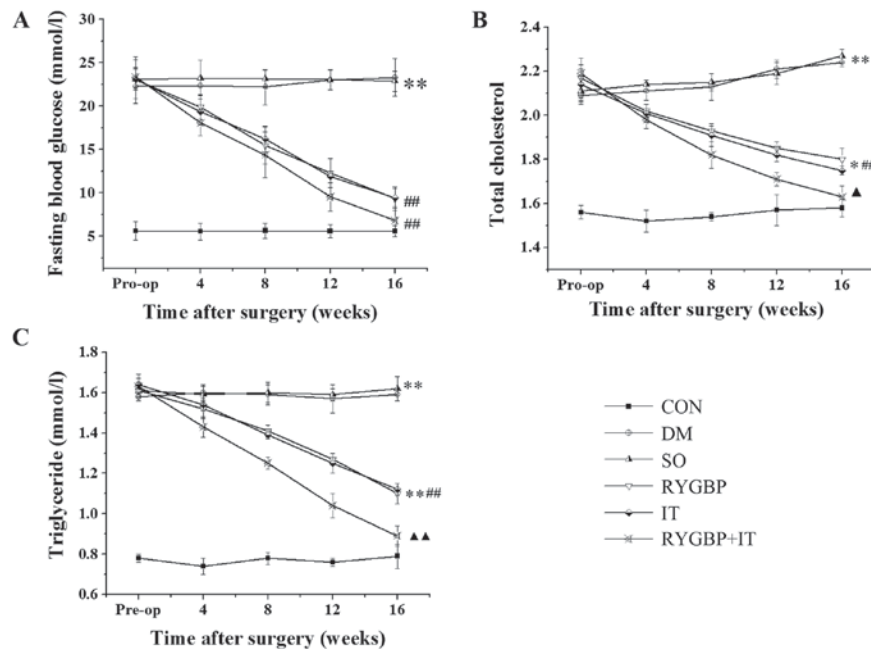 A
Fasting blood glucose (mmol/l)
30
25
20
15
10
5
0
**
##
##
Pro-op 4 8 12 16
Time after surgery (weeks)
B
Total cholesterol
2.4
2.2
2.0
1.8
1.6
1.4
**
*##
▲
Pro-op 4 8 12 16
Time after surgery (weeks)
C
Triglyceride (mmol/l)
1.8
1.6
1.4
1.2
1.0
0.8
0.6
**
**##
▲▲
Pre-op 4 8 12 16
Time after surgery (weeks)
CON
DM
SO
RYGBP
IT
RYGBP+IT